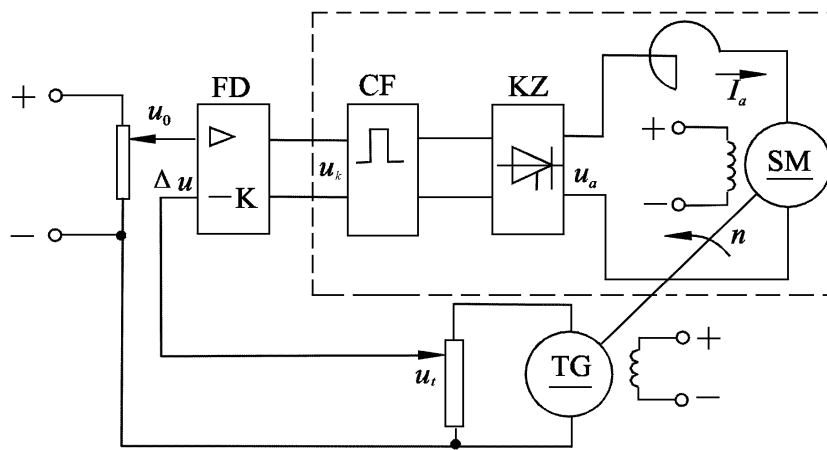 FD
CF
KZ
I_a
+
u_0
+
SM
Δu
−K
u_k
u_a
−
−
n
u_t
TG
+
−